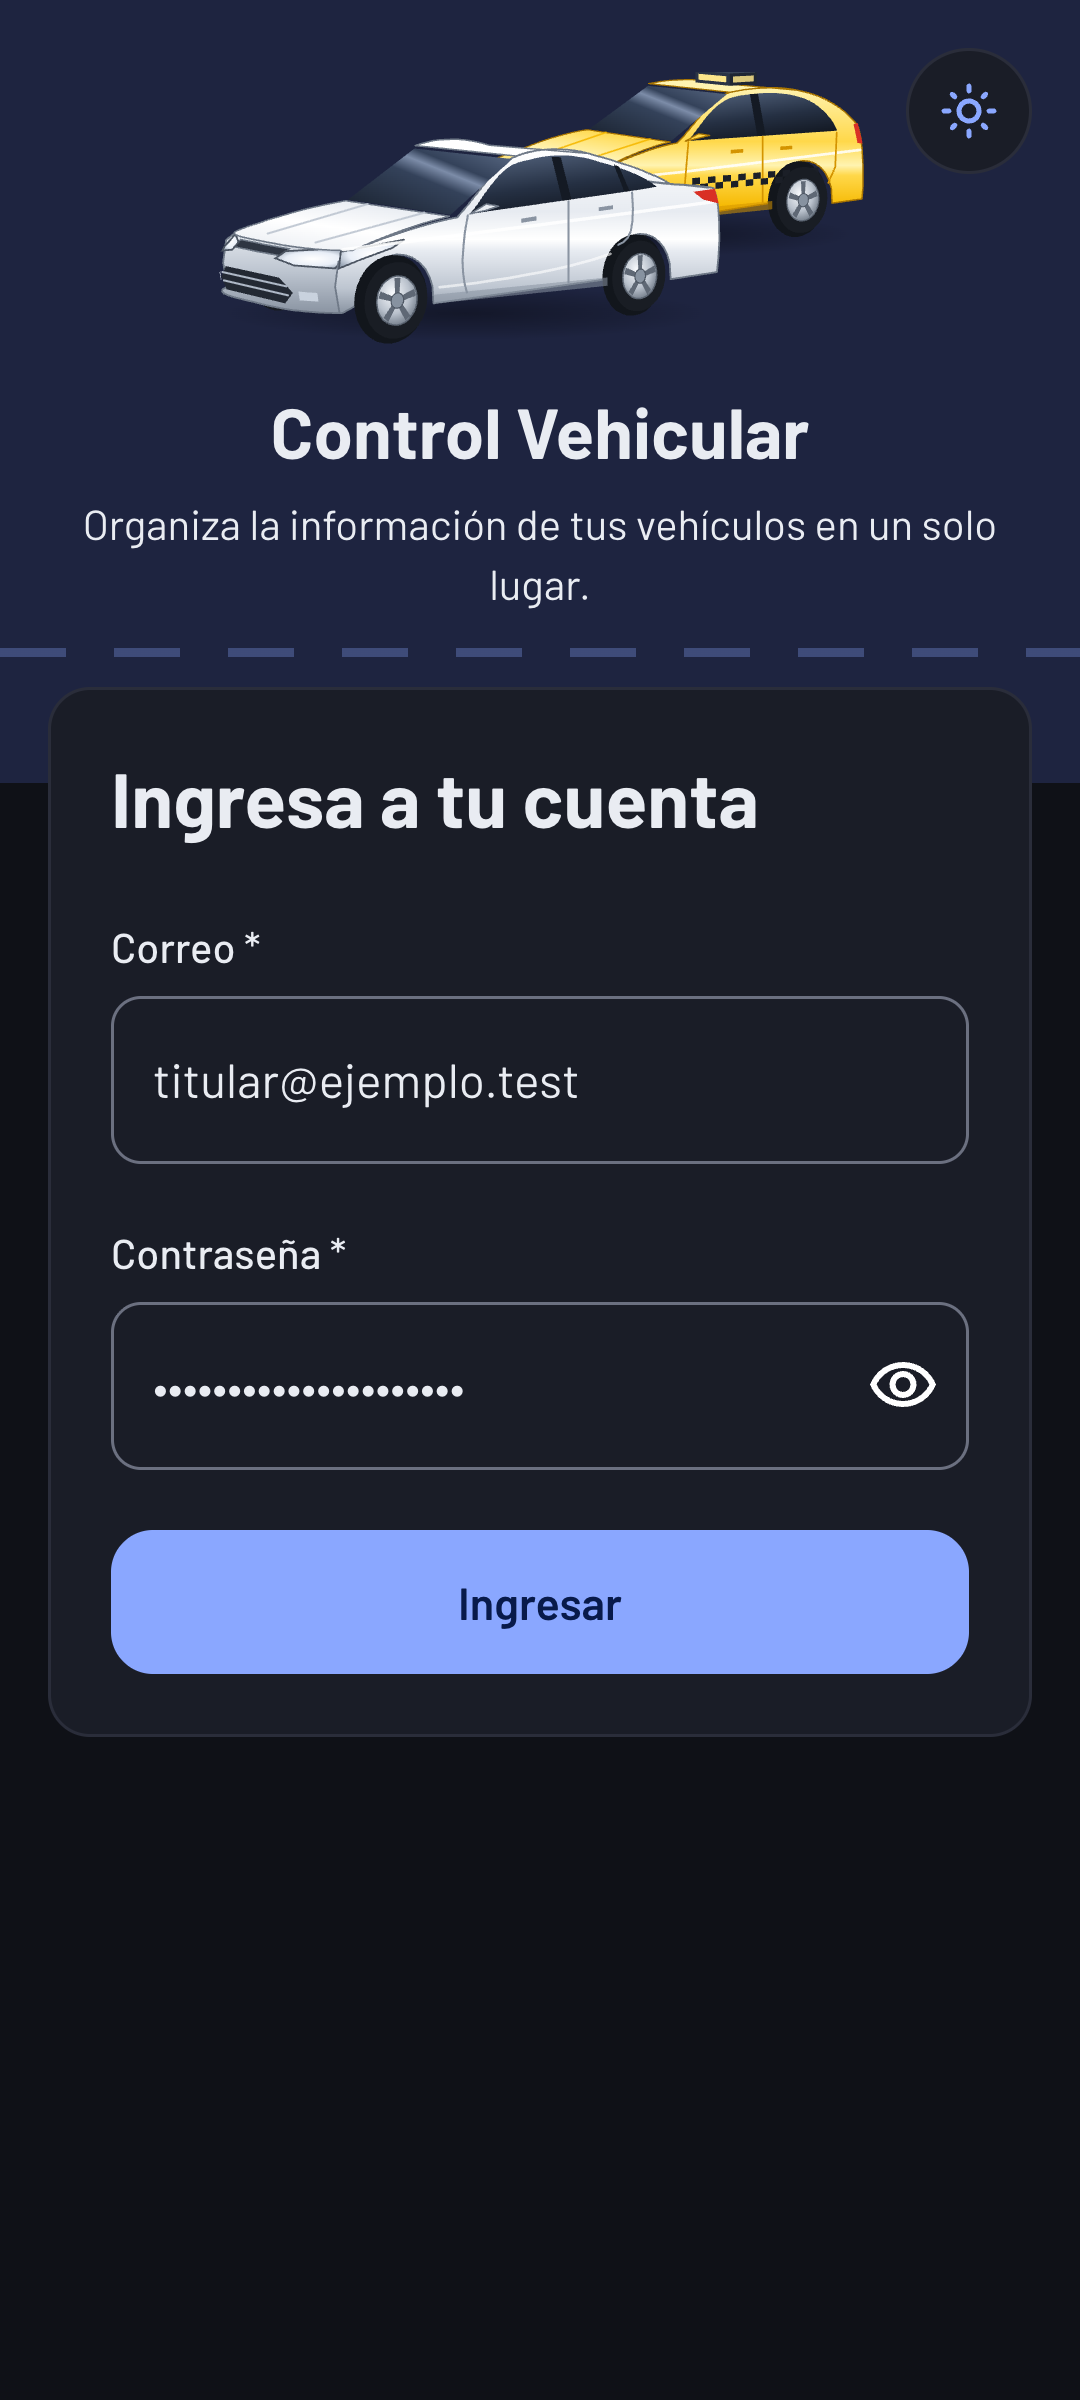 Control Vehicular
Organiza la información de tus vehículos en un solo
lugar.
Ingresa a tu cuenta
Correo *
titular@ejemplo.test
Contraseña *
•••••••••••••••••••••
Ingresar